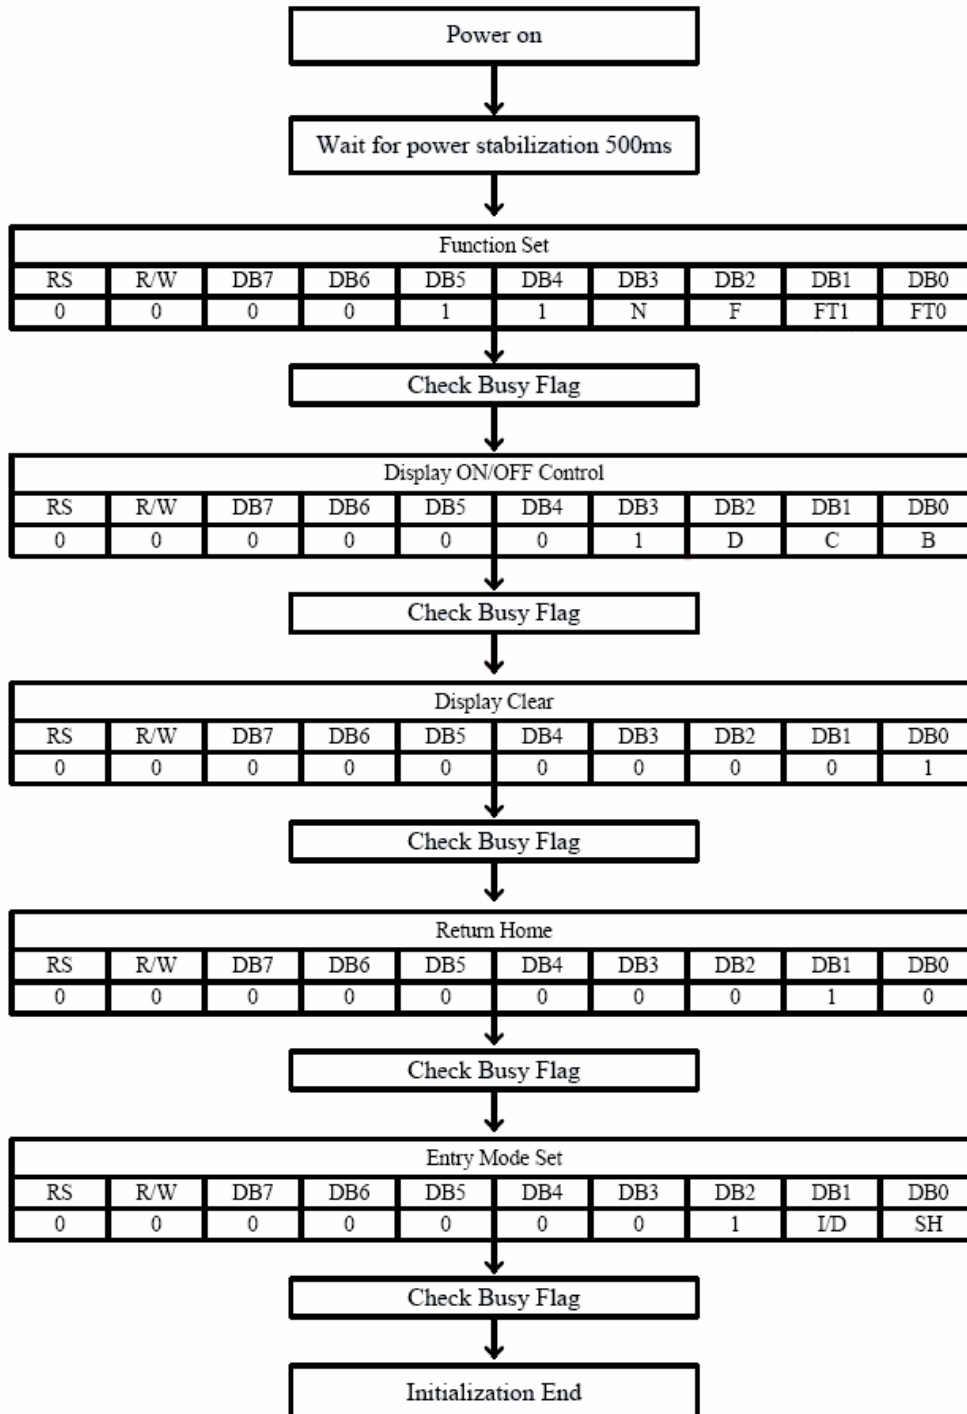 Power on
Wait for power stabilization 500ms
Function Set
RS R/W DB7 DB6 DB5 DB4 DB3 DB2 DB1 DB0
0 0 0 0 1 1 N F FT1 FT0
Check Busy Flag
Display ON/OFF Control
RS R/W DB7 DB6 DB5 DB4 DB3 DB2 DB1 DB0
0 0 0 0 0 0 1 D C B
Check Busy Flag
Display Clear
RS R/W DB7 DB6 DB5 DB4 DB3 DB2 DB1 DB0
0 0 0 0 0 0 0 0 0 1
Check Busy Flag
Return Home
RS R/W DB7 DB6 DB5 DB4 DB3 DB2 DB1 DB0
0 0 0 0 0 0 0 0 1 0
Check Busy Flag
Entry Mode Set
RS R/W DB7 DB6 DB5 DB4 DB3 DB2 DB1 DB0
0 0 0 0 0 0 0 1 I/D SH
Check Busy Flag
Initialization End